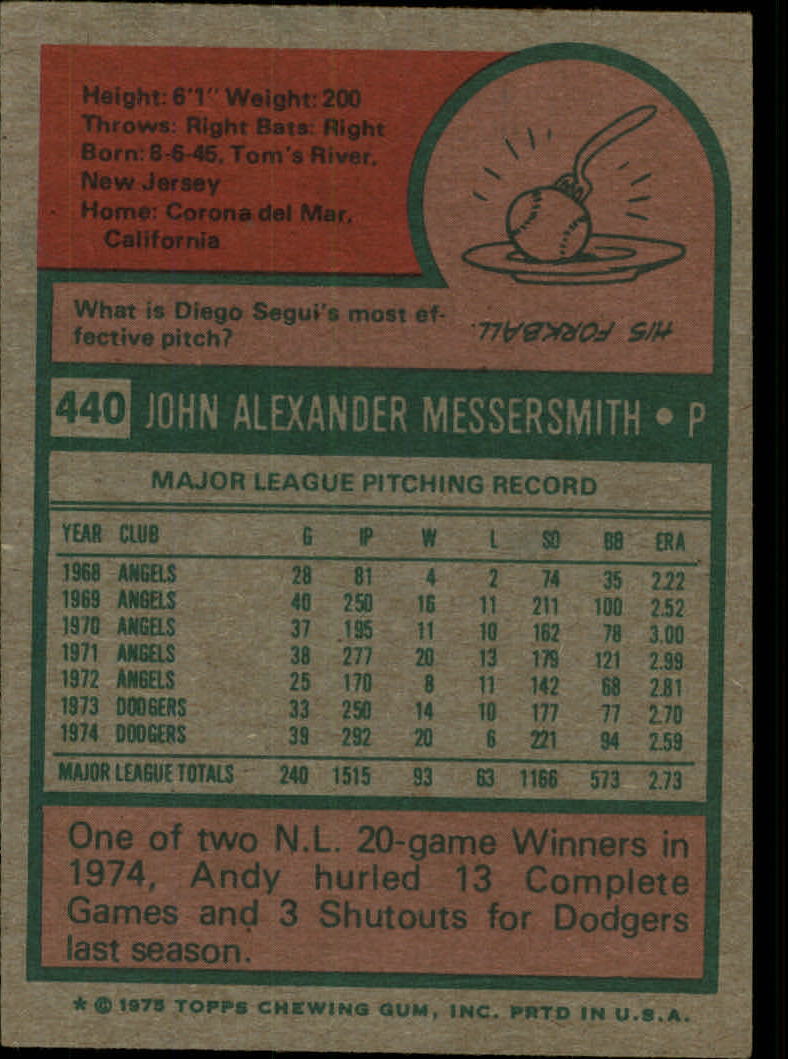 Height: 6'1" Weight: 200
Throws: Right Bats: Right
Born: 8-6-45, Tom's River,
New Jersey
Home: Corona del Mar,
California
What is Diego Segui's most ef-
fective pitch?
HIS FORKBALL.
440 JOHN ALEXANDER MESSERSMITH • P
MAJOR LEAGUE PITCHING RECORD
YEAR CLUB G IP W L SO BB ERA
1968 ANGELS 28 81 4 2 74 35 2.22
1969 ANGELS 40 250 16 11 211 100 2.52
1970 ANGELS 37 195 11 10 162 78 3.00
1971 ANGELS 38 277 20 13 179 121 2.99
1972 ANGELS 25 170 8 11 142 68 2.81
1973 DODGERS 33 250 14 10 177 77 2.70
1974 DODGERS 39 292 20 6 221 94 2.59
MAJOR LEAGUE TOTALS 240 1515 93 63 1166 573 2.73
One of two N.L. 20-game Winners in
1974, Andy hurled 13 Complete
Games and 3 Shutouts for Dodgers
last season.
* © 1975 TOPPS CHEWING GUM, INC. PRTD IN U.S.A.